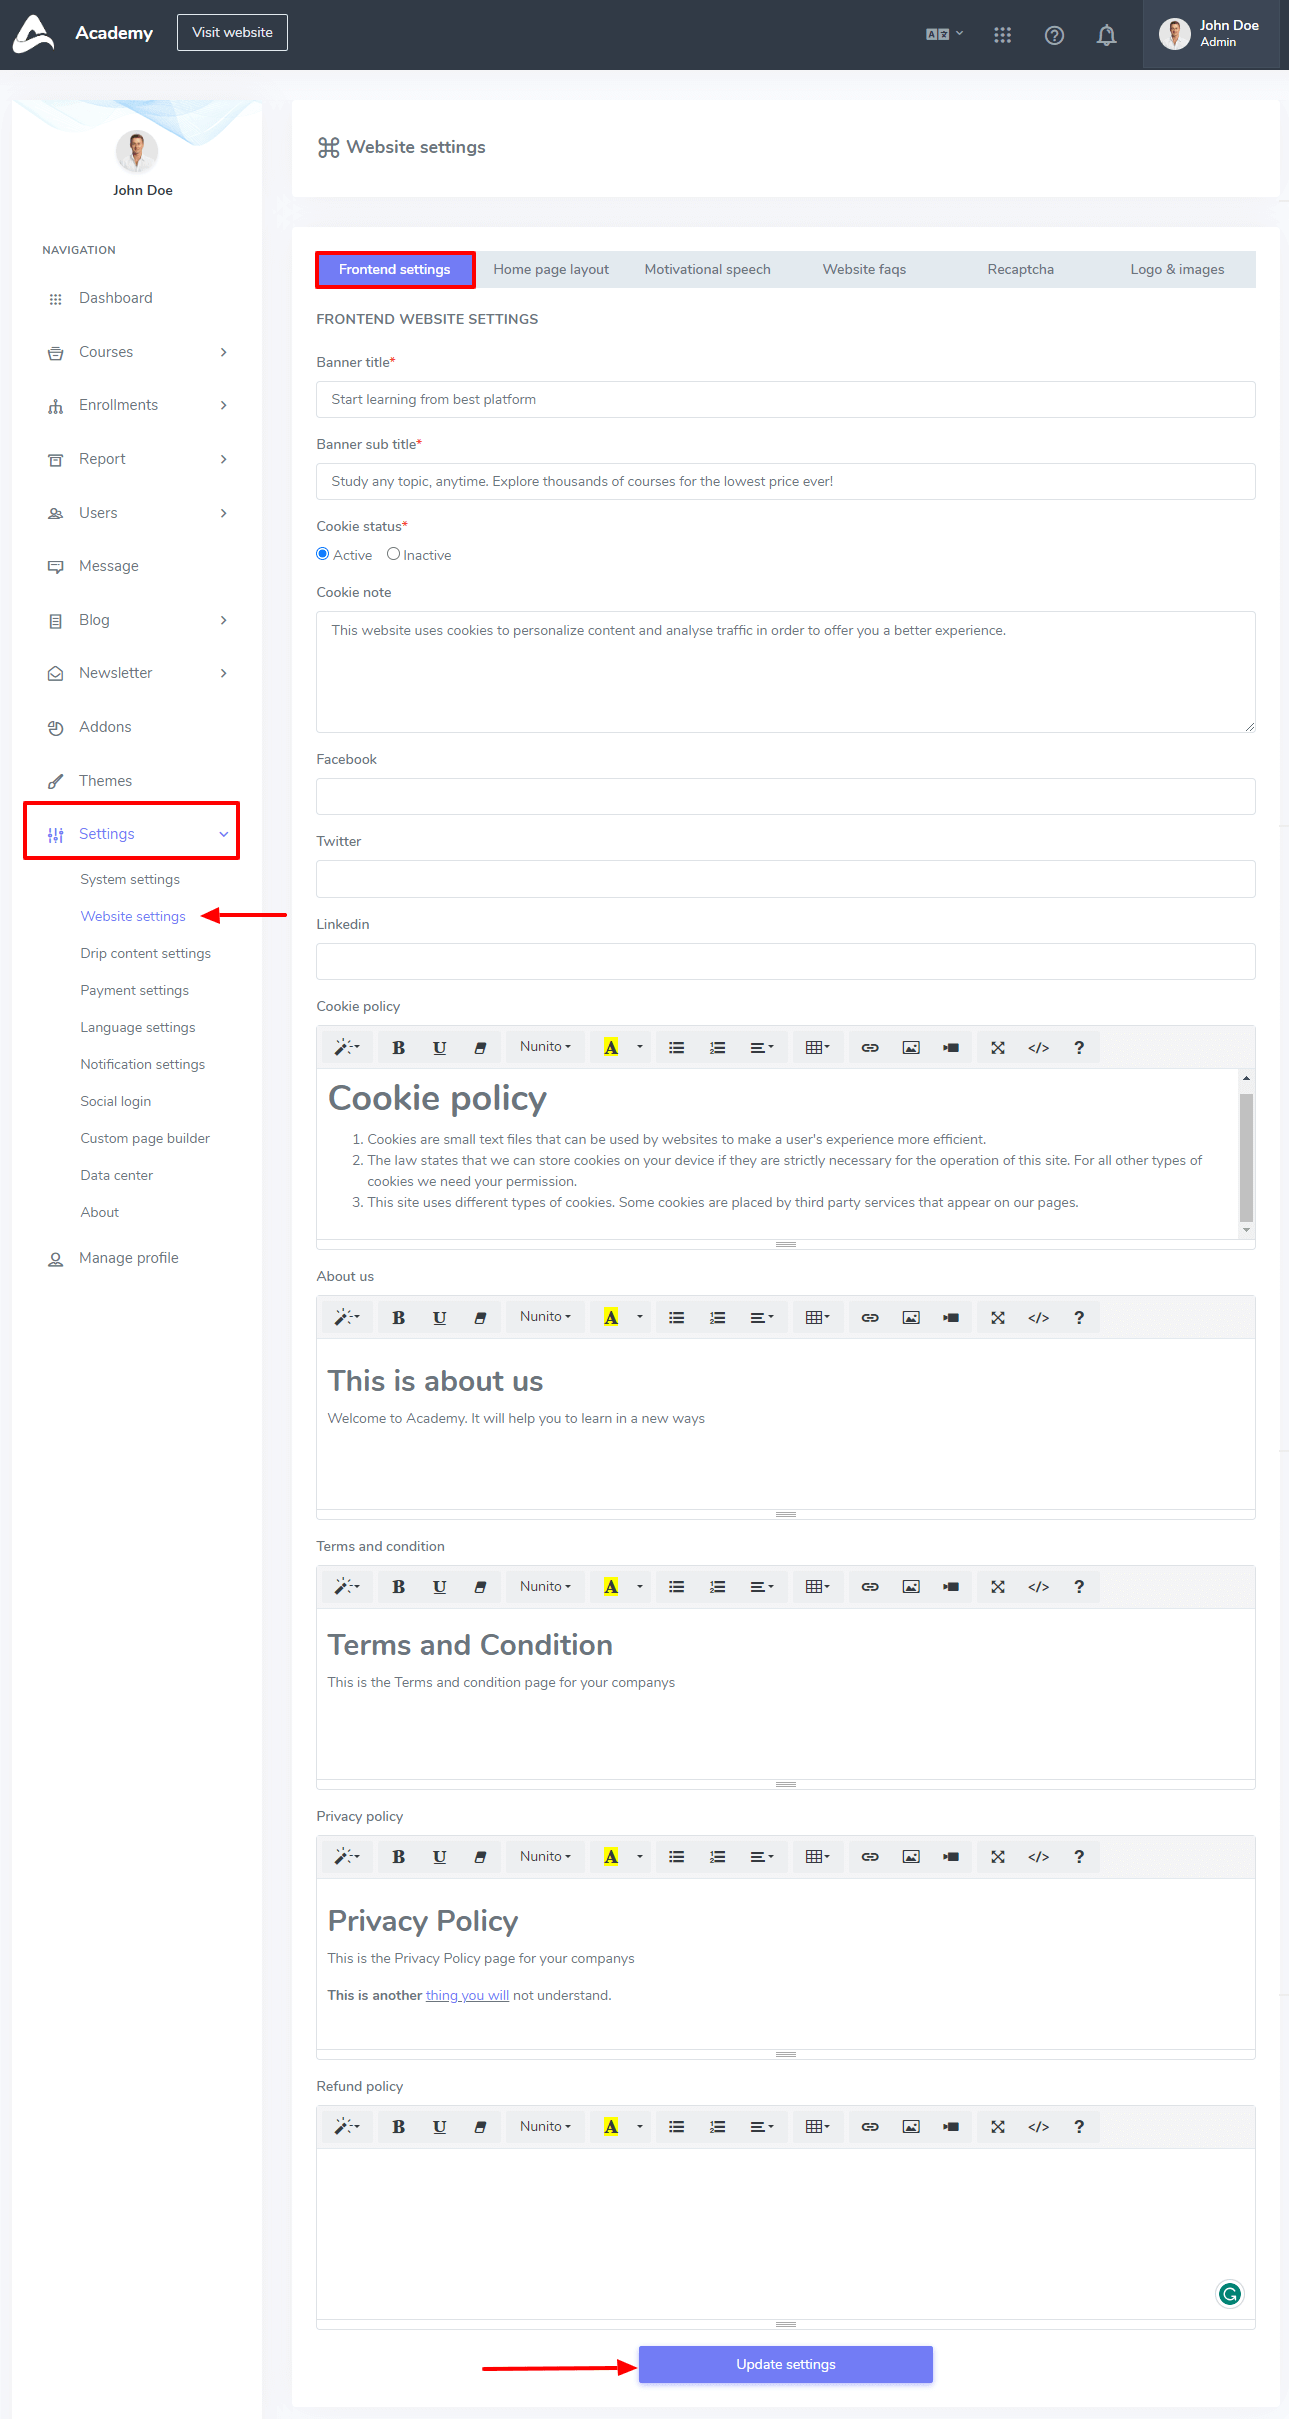 Academy
Visit website
John Doe
Admin
John Doe
NAVIGATION
Dashboard
Courses
Enrollments
Report
Users
Message
Blog
Newsletter
Addons
Themes
Settings
System settings
Website settings
Drip content settings
Payment settings
Language settings
Notification settings
Social login
Custom page builder
Data center
About
Manage profile
Website settings
Frontend settings Home page layout Motivational speech Website faqs Recaptcha Logo & images
FRONTEND WEBSITE SETTINGS
Banner title*
Start learning from best platform
Banner sub title*
Study any topic, anytime. Explore thousands of courses for the lowest price ever!
Cookie status*
Active Inactive
Cookie note
This website uses cookies to personalize content and analyse traffic in order to offer you a better experience.
Facebook
Twitter
Linkedin
Cookie policy
B U Nunito A </> ?
Cookie policy
1. Cookies are small text files that can be used by websites to make a user's experience more efficient.
2. The law states that we can store cookies on your device if they are strictly necessary for the operation of this site. For all other types of
cookies we need your permission.
3. This site uses different types of cookies. Some cookies are placed by third party services that appear on our pages.
About us
B U Nunito A </> ?
This is about us
Welcome to Academy. It will help you to learn in a new ways
Terms and condition
B U Nunito A </> ?
Terms and Condition
This is the Terms and condition page for your companys
Privacy policy
B U Nunito A </> ?
Privacy Policy
This is the Privacy Policy page for your companys
This is another thing you will not understand.
Refund policy
B U Nunito A </> ?
Update settings